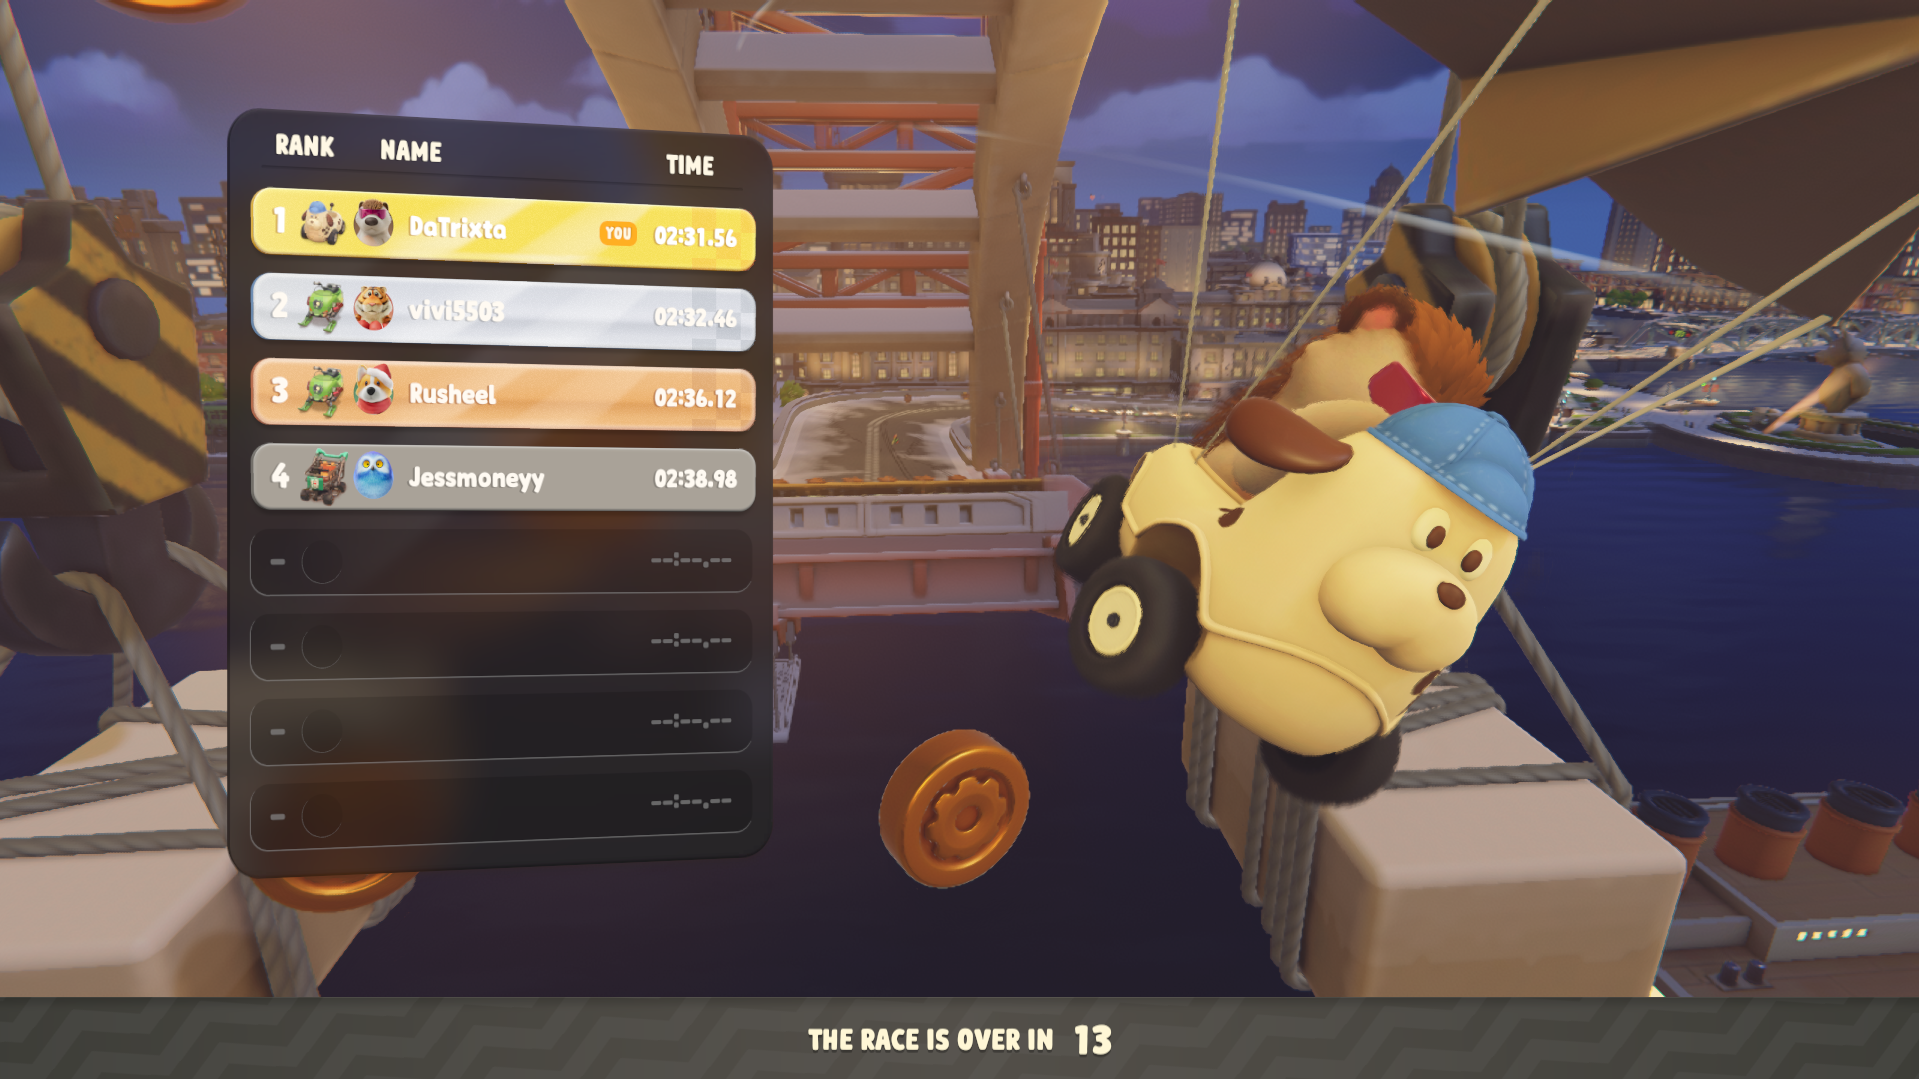 RANK NAME TIME
1 DaTrixta YOU 02:31.56
2 vivi5503 02:32.46
3 Rusheel 02:36.12
4 Jessmoneyy 02:38.98
- --:--.--
- --:--.--
- --:--.--
- --:--.--
THE RACE IS OVER IN 13